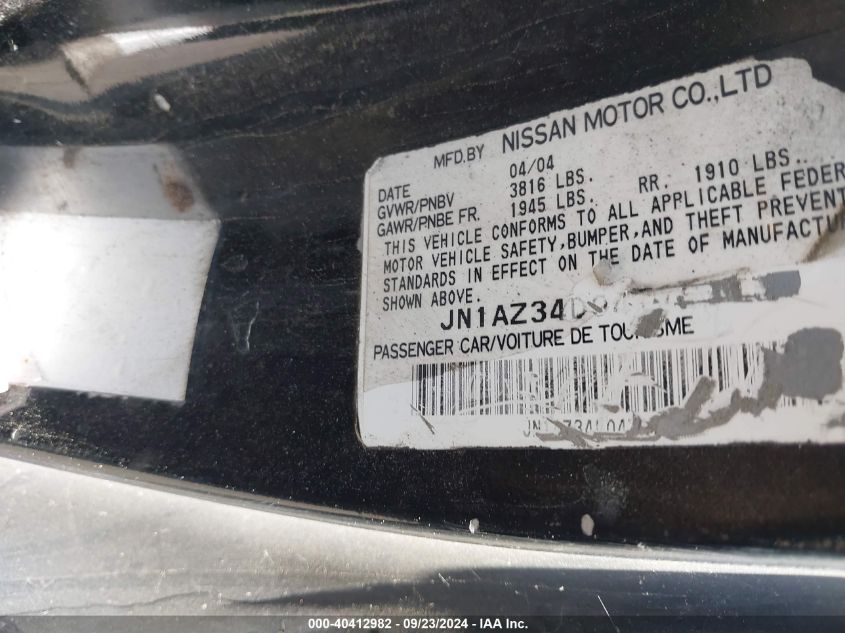 MFD.BY NISSAN MOTOR CO.,LTD
DATE 04/04
GVWR/PNBV 3816 LBS.
GAWR/PNBE FR. 1945 LBS. RR. 1910 LBS.
THIS VEHICLE CONFORMS TO ALL APPLICABLE FEDER
MOTOR VEHICLE SAFETY,BUMPER,AND THEFT PREVENT
STANDARDS IN EFFECT ON THE DATE OF MANUFACTU
SHOWN ABOVE.
JN1AZ34D
PASSENGER CAR/VOITURE DE
000-40412982 - 09/23/2024 - IAA Inc.